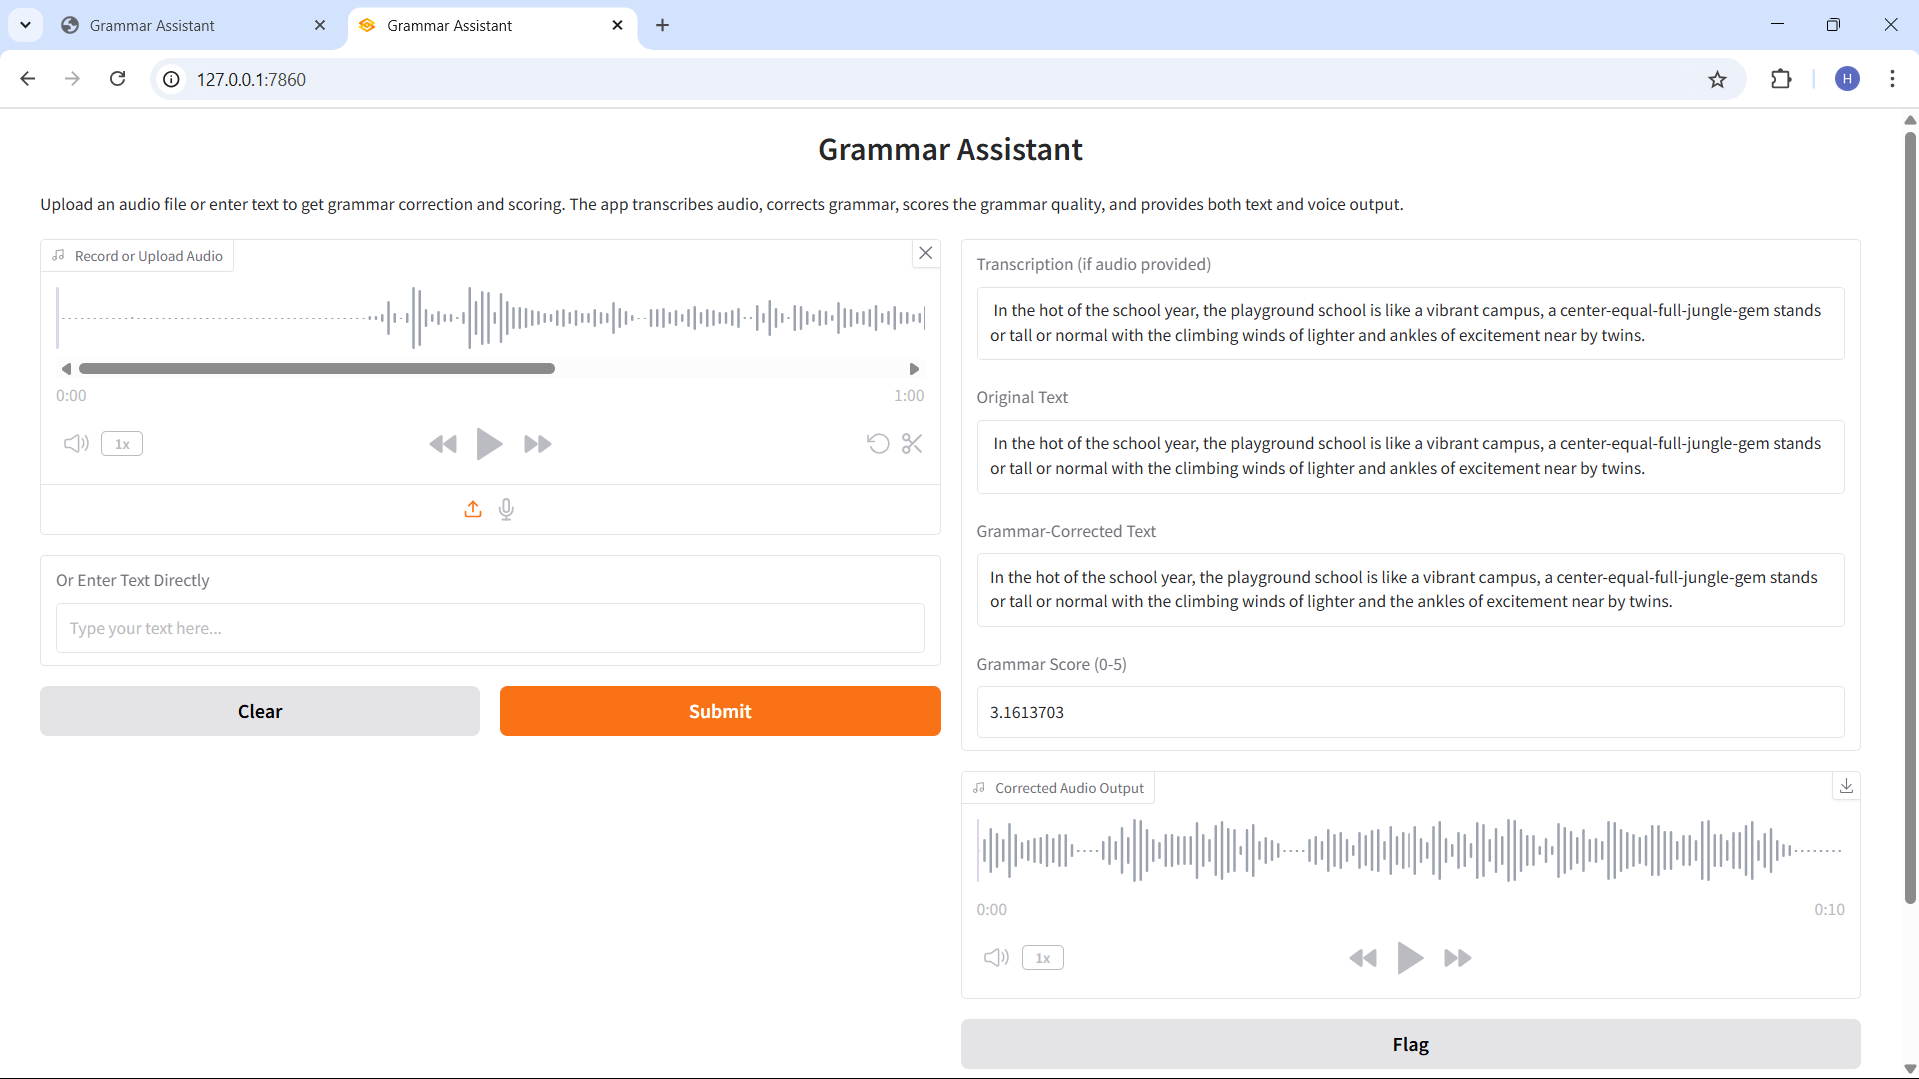 Grammar Assistant
Grammar Assistant
127.0.0.1:7860
H
Grammar Assistant
Upload an audio file or enter text to get grammar correction and scoring. The app transcribes audio, corrects grammar, scores the grammar quality, and provides both text and voice output.
Record or Upload Audio
0:00
1:00
1x
Or Enter Text Directly
Type your text here...
Clear
Submit
Transcription (if audio provided)
In the hot of the school year, the playground school is like a vibrant campus, a center-equal-full-jungle-gem stands
or tall or normal with the climbing winds of lighter and ankles of excitement near by twins.
Original Text
In the hot of the school year, the playground school is like a vibrant campus, a center-equal-full-jungle-gem stands
or tall or normal with the climbing winds of lighter and ankles of excitement near by twins.
Grammar-Corrected Text
In the hot of the school year, the playground school is like a vibrant campus, a center-equal-full-jungle-gem stands
or tall or normal with the climbing winds of lighter and the ankles of excitement near by twins.
Grammar Score (0-5)
3.1613703
Corrected Audio Output
0:00
0:10
1x
Flag